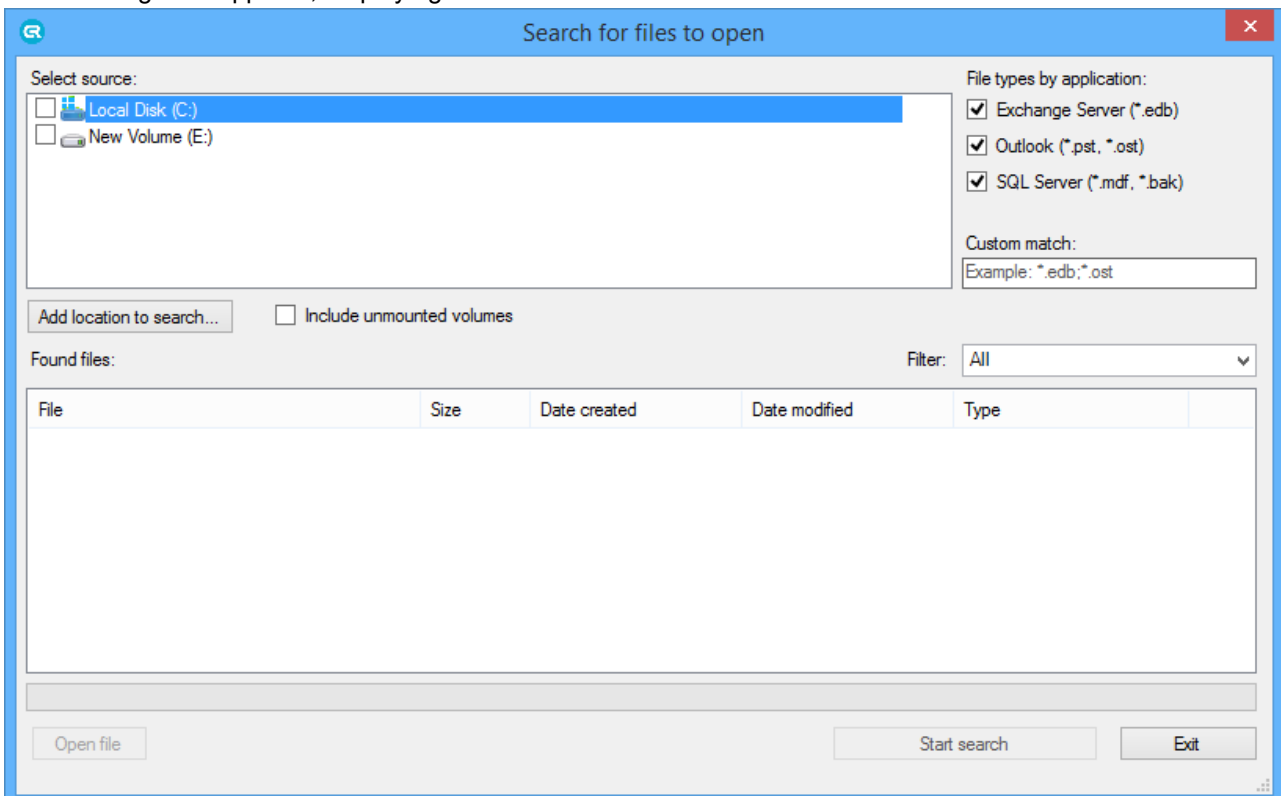 Search for files to open
Select source:
File types by application:
Local Disk (C:)
Exchange Server (*.edb)
New Volume (E:)
Outlook (*.pst, *.ost)
SQL Server (*.mdf, *.bak)
Custom match:
Example: *.edb;*.ost
Add location to search...
Include unmounted volumes
Found files:
Filter: All
File Size Date created Date modified Type
Open file
Start search
Exit